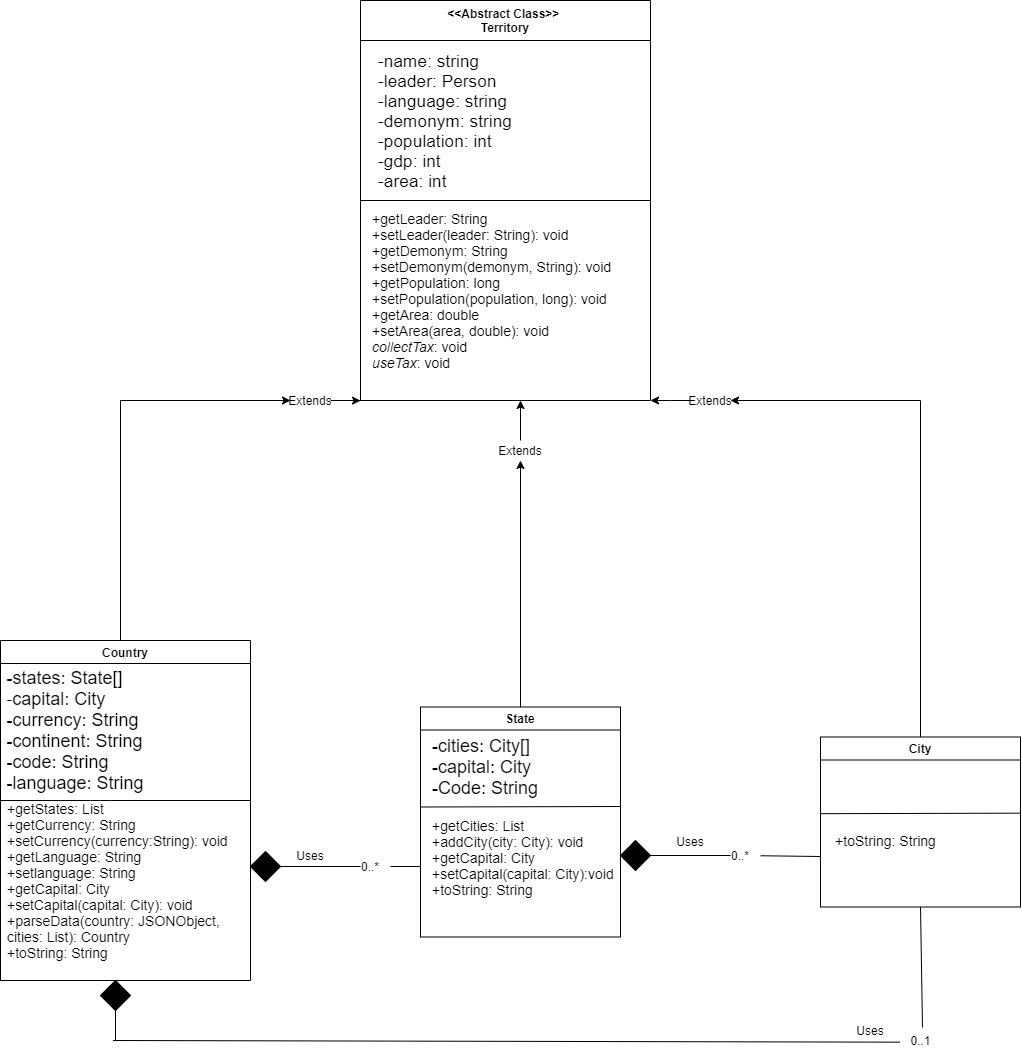 <<Abstract Class>>
Territory
-name: string
-leader: Person
-language: string
-demonym: string
-population: int
-gdp: int
-area: int
+getLeader: String
+setLeader(leader: String): void
+getDemonym: String
+setDemonym(demonym, String): void
+getPopulation: long
+setPopulation(population, long): void
+getArea: double
+setArea(area, double): void
collectTax: void
useTax: void
Extends
Extends
Extends
Country
-states: State[]
-capital: City
-currency: String
-continent: String
-code: String
-language: String
+getStates: List
+getCurrency: String
+setCurrency(currency:String): void
+getLanguage: String
+setlanguage: String
+getCapital: City
+setCapital(capital: City): void
+parseData(country: JSONObject,
cities: List): Country
+toString: String
Uses
0..*
State
-cities: City[]
-capital: City
-Code: String
+getCities: List
+addCity(city: City): void
+getCapital: City
+setCapital(capital: City):void
+toString: String
Uses
0..*
City
+toString: String
Uses
0..1